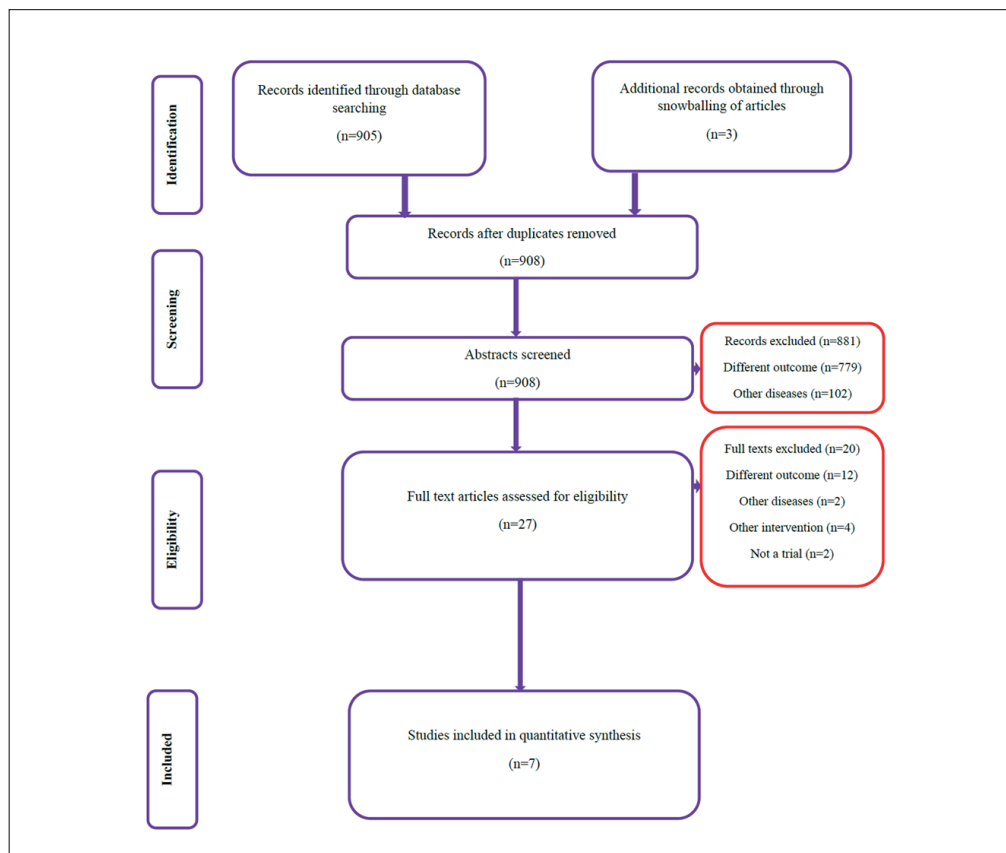 Identification
Records identified through database
searching
(n=905)
Additional records obtained through
snowballing of articles
(n=3)
Records after duplicates removed
(n=908)
Screening
Abstracts screened
(n=908)
Records excluded (n=881)
Different outcome (n=779)
Other diseases (n=102)
Eligibility
Full text articles assessed for eligibility
(n=27)
Full texts excluded (n=20)
Different outcome (n=12)
Other diseases (n=2)
Other intervention (n=4)
Not a trial (n=2)
Included
Studies included in quantitative synthesis
(n=7)